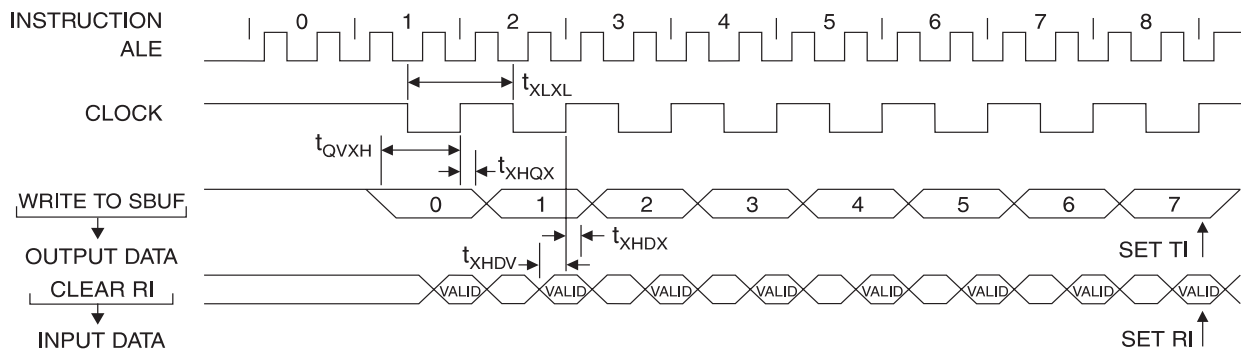 INSTRUCTION 0 1 2 3 4 5 6 7 8
ALE
tXLXL
CLOCK
tQVXH
tXHQX
WRITE TO SBUF 0 1 2 3 4 5 6 7
tXHDX
OUTPUT DATA SET TI
tXHDV
CLEAR RI VALID VALID VALID VALID VALID VALID VALID VALID
INPUT DATA SET RI